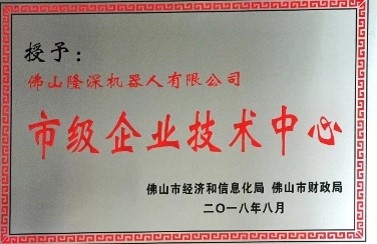 授予：
佛山隆深机器人有限公司
市级企业技术中心
佛山市经济和信息化局 佛山市财政局
二〇一八年八月